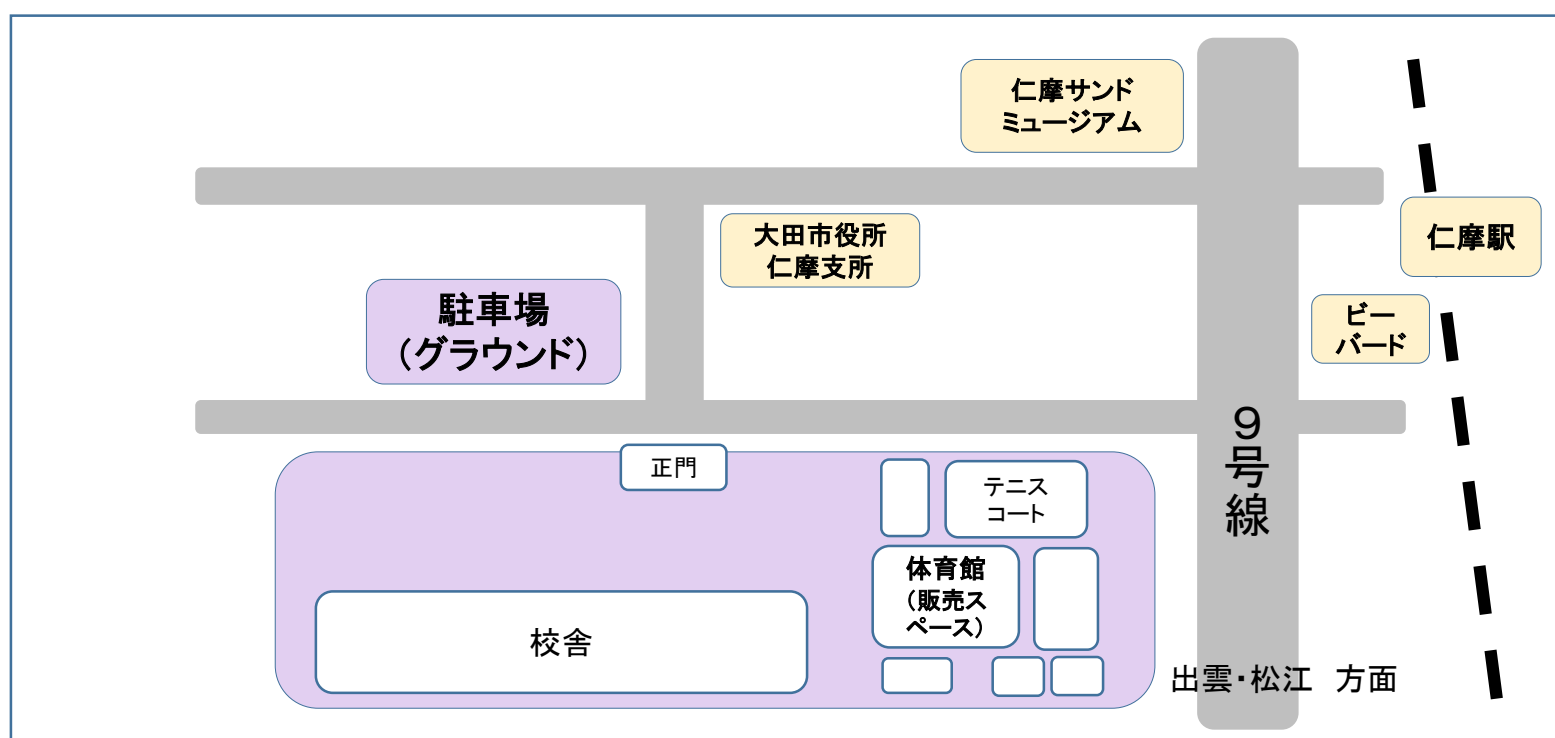 仁摩サンド
ミュージアム
大田市役所
仁摩支所
仁摩駅
駐車場
(グラウンド)
ビー
バード
9号線
正門
テニス
コート
体育館
(販売ス
ペース)
校舎
出雲・松江　方面